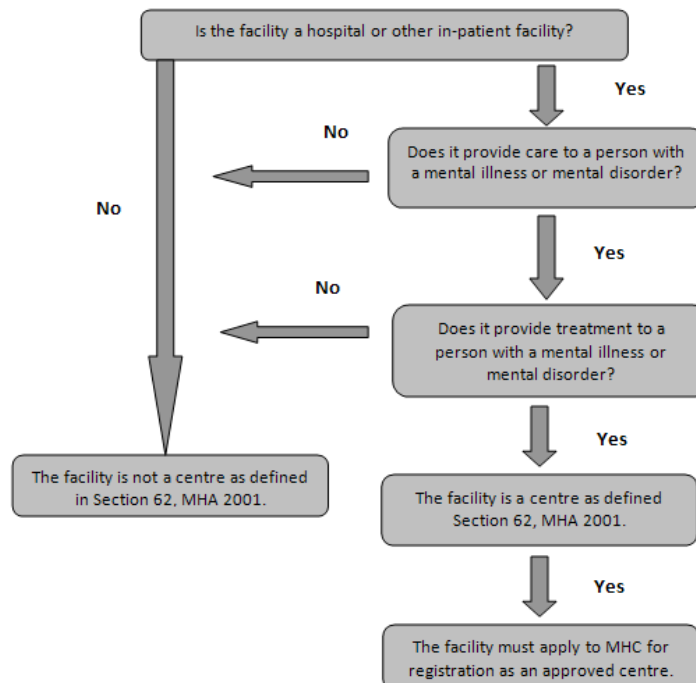 Is the facility a hospital or other in-patient facility?
Yes
No
Does it provide care to a person with
a mental illness or mental disorder?
No
Yes
No
Does it provide treatment to a
person with a mental illness or
mental disorder?
Yes
The facility is not a centre as defined
in Section 62, MHA 2001.
The facility is a centre as defined
Section 62, MHA 2001.
Yes
The facility must apply to MHC for
registration as an approved centre.